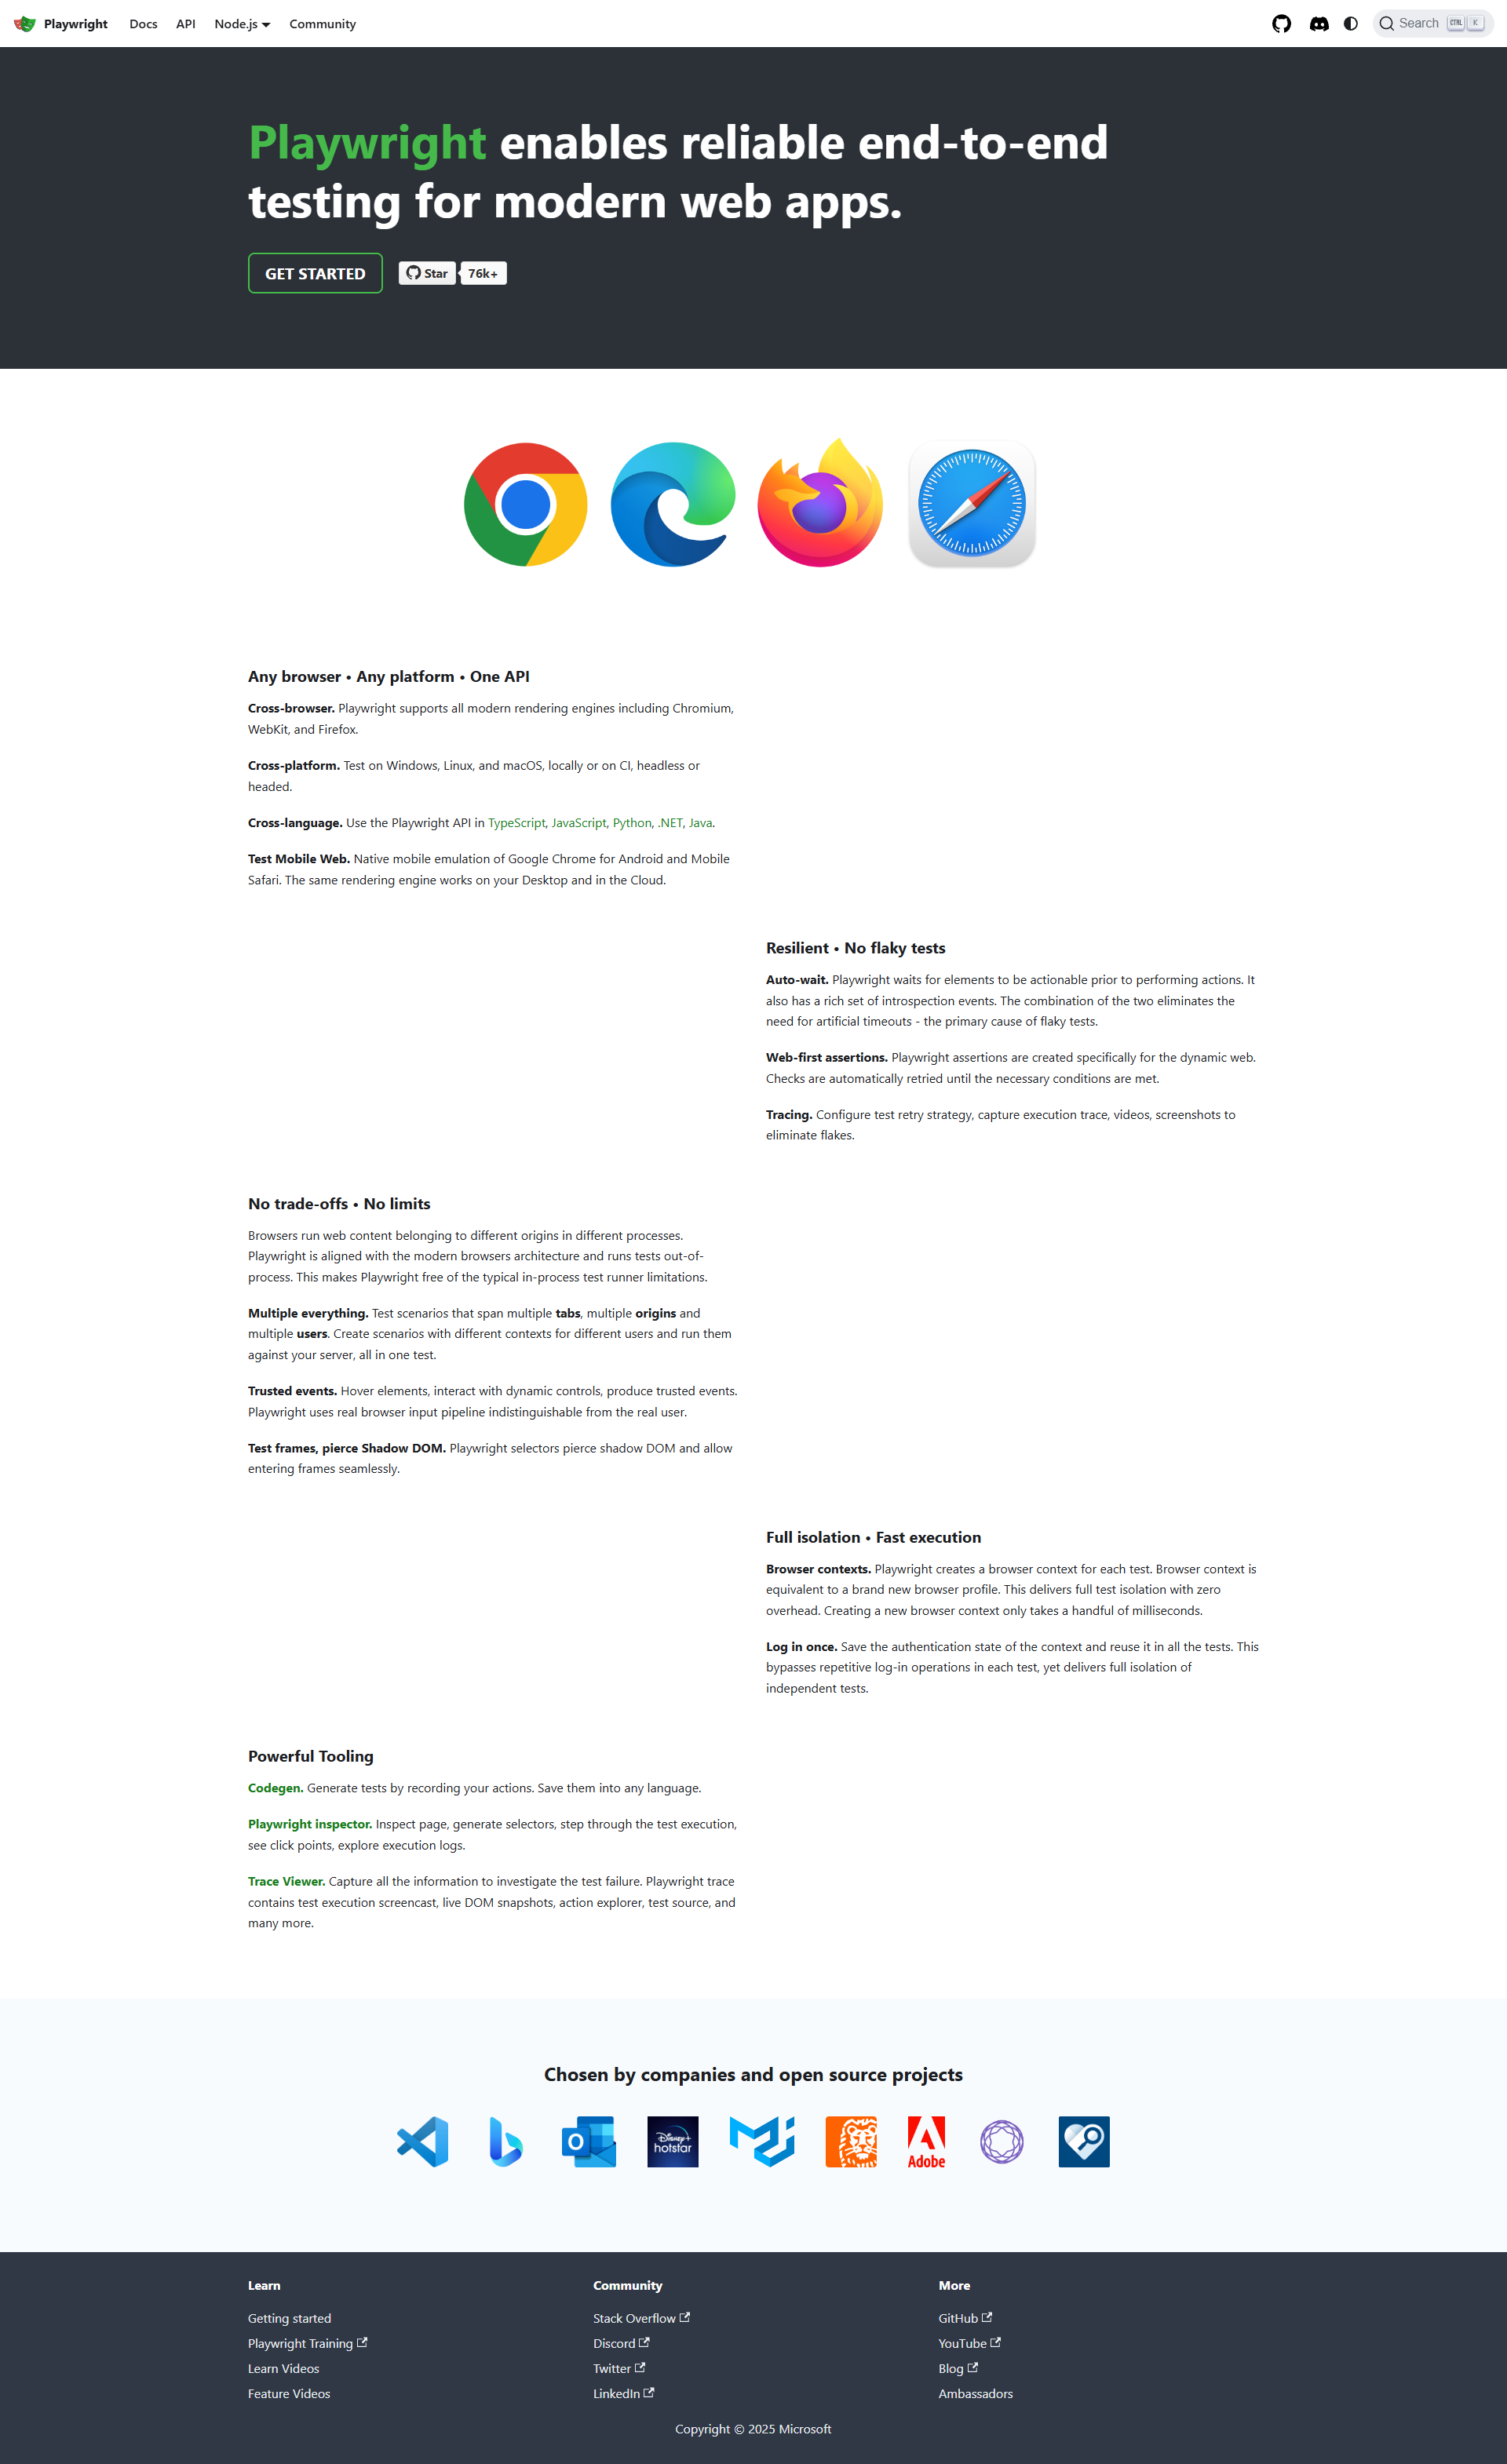 Playwright Docs API Node.js Community Search CTRL K
Playwright enables reliable end-to-end
testing for modern web apps.
GET STARTED Star 76k+
Any browser • Any platform • One API
Cross-browser. Playwright supports all modern rendering engines including Chromium,
WebKit, and Firefox.
Cross-platform. Test on Windows, Linux, and macOS, locally or on CI, headless or
headed.
Cross-language. Use the Playwright API in TypeScript, JavaScript, Python, .NET, Java.
Test Mobile Web. Native mobile emulation of Google Chrome for Android and Mobile
Safari. The same rendering engine works on your Desktop and in the Cloud.
Resilient • No flaky tests
Auto-wait. Playwright waits for elements to be actionable prior to performing actions. It
also has a rich set of introspection events. The combination of the two eliminates the
need for artificial timeouts - the primary cause of flaky tests.
Web-first assertions. Playwright assertions are created specifically for the dynamic web.
Checks are automatically retried until the necessary conditions are met.
Tracing. Configure test retry strategy, capture execution trace, videos, screenshots to
eliminate flakes.
No trade-offs • No limits
Browsers run web content belonging to different origins in different processes.
Playwright is aligned with the modern browsers architecture and runs tests out-of-
process. This makes Playwright free of the typical in-process test runner limitations.
Multiple everything. Test scenarios that span multiple tabs, multiple origins and
multiple users. Create scenarios with different contexts for different users and run them
against your server, all in one test.
Trusted events. Hover elements, interact with dynamic controls, produce trusted events.
Playwright uses real browser input pipeline indistinguishable from the real user.
Test frames, pierce Shadow DOM. Playwright selectors pierce shadow DOM and allow
entering frames seamlessly.
Full isolation • Fast execution
Browser contexts. Playwright creates a browser context for each test. Browser context is
equivalent to a brand new browser profile. This delivers full test isolation with zero
overhead. Creating a new browser context only takes a handful of milliseconds.
Log in once. Save the authentication state of the context and reuse it in all the tests. This
bypasses repetitive log-in operations in each test, yet delivers full isolation of
independent tests.
Powerful Tooling
Codegen. Generate tests by recording your actions. Save them into any language.
Playwright inspector. Inspect page, generate selectors, step through the test execution,
see click points, explore execution logs.
Trace Viewer. Capture all the information to investigate the test failure. Playwright trace
contains test execution screencast, live DOM snapshots, action explorer, test source, and
many more.
Chosen by companies and open source projects
O
Disney+
hotstar
Adobe
Learn
Getting started
Playwright Training
Learn Videos
Feature Videos
Community
Stack Overflow
Discord
Twitter
LinkedIn
More
GitHub
YouTube
Blog
Ambassadors
Copyright © 2025 Microsoft